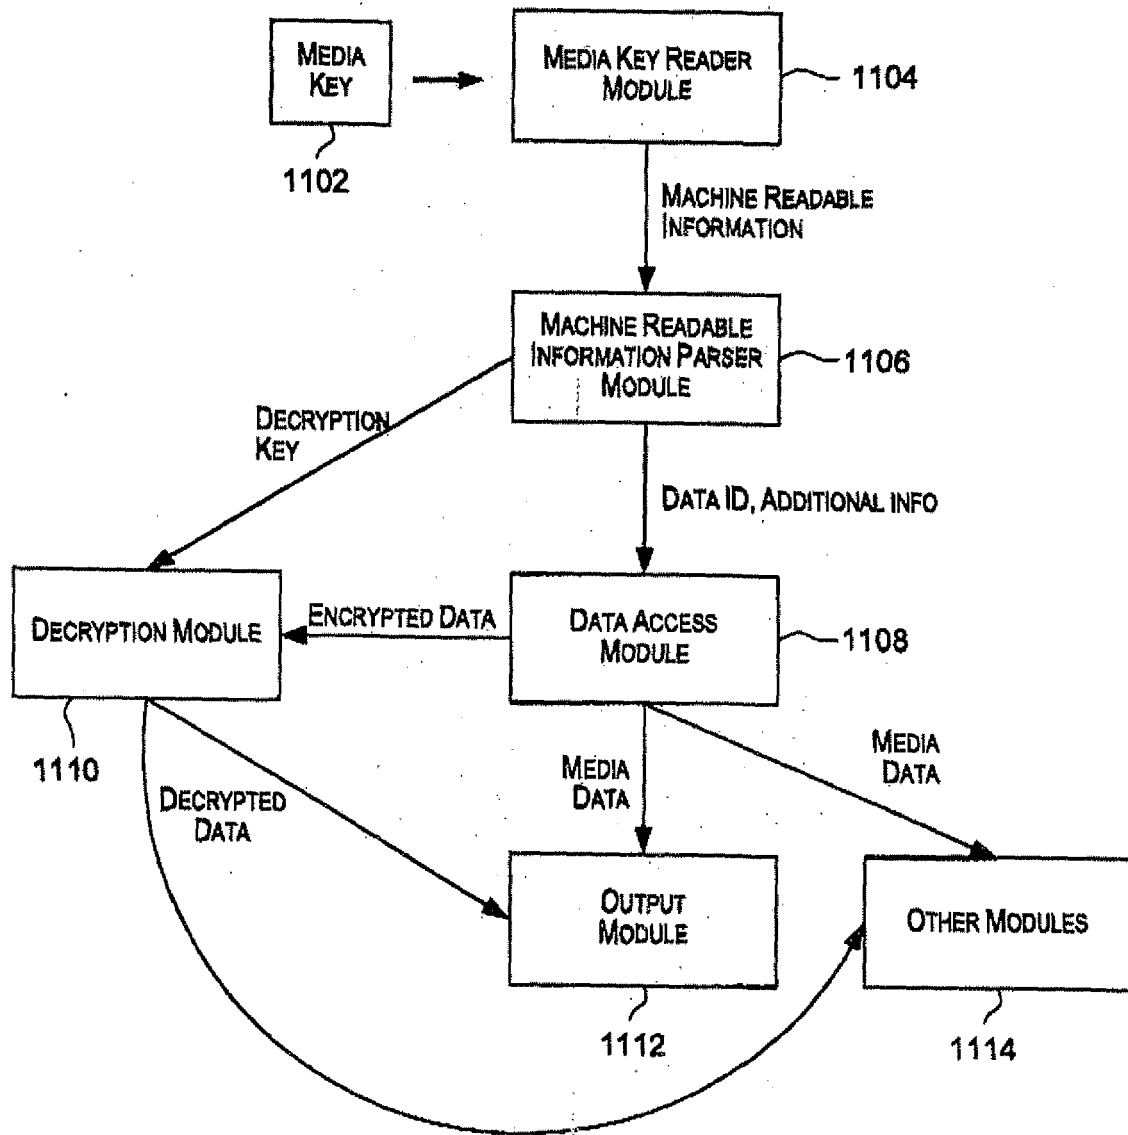 MEDIA
KEY
1102
MEDIA KEY READER
MODULE
1104
MACHINE READABLE
INFORMATION
MACHINE READABLE
INFORMATION PARSER
MODULE
1106
DECRYPTION
KEY
DATA ID, ADDITIONAL INFO
DECRYPTION MODULE
1110
ENCRYPTED DATA
DATA ACCESS
MODULE
1108
DECRYPTED
DATA
MEDIA
DATA
MEDIA
DATA
OUTPUT
MODULE
1112
OTHER MODULES
1114